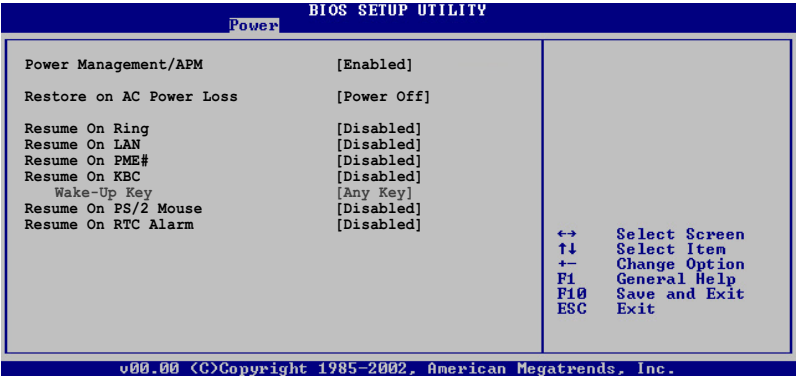 BIOS SETUP UTILITY
Power
Power Management/APM [Enabled]
Restore on AC Power Loss [Power Off]
Resume On Ring [Disabled]
Resume On LAN [Disabled]
Resume On PME# [Disabled]
Resume On KBC [Disabled]
Wake-Up Key [Any Key]
Resume On PS/2 Mouse [Disabled]
Resume On RTC Alarm [Disabled]
←→ Select Screen
↑↓ Select Item
+- Change Option
F1 General Help
F10 Save and Exit
ESC Exit
v00.00 (C)Copyright 1985-2002, American Megatrends, Inc.